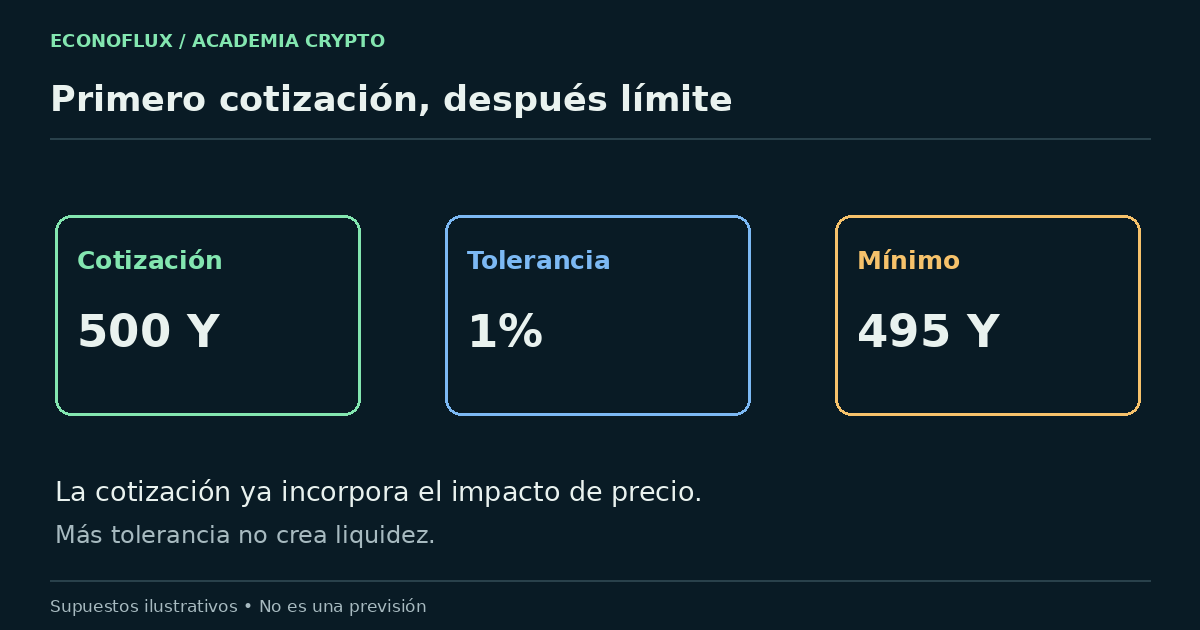 ECONOFLUX / ACADEMIA CRYPTO
Primero cotización, después límite
Cotización
500 Y
Tolerancia
1%
Mínimo
495 Y
La cotización ya incorpora el impacto de precio.
Más tolerancia no crea liquidez.
Supuestos ilustrativos • No es una previsión